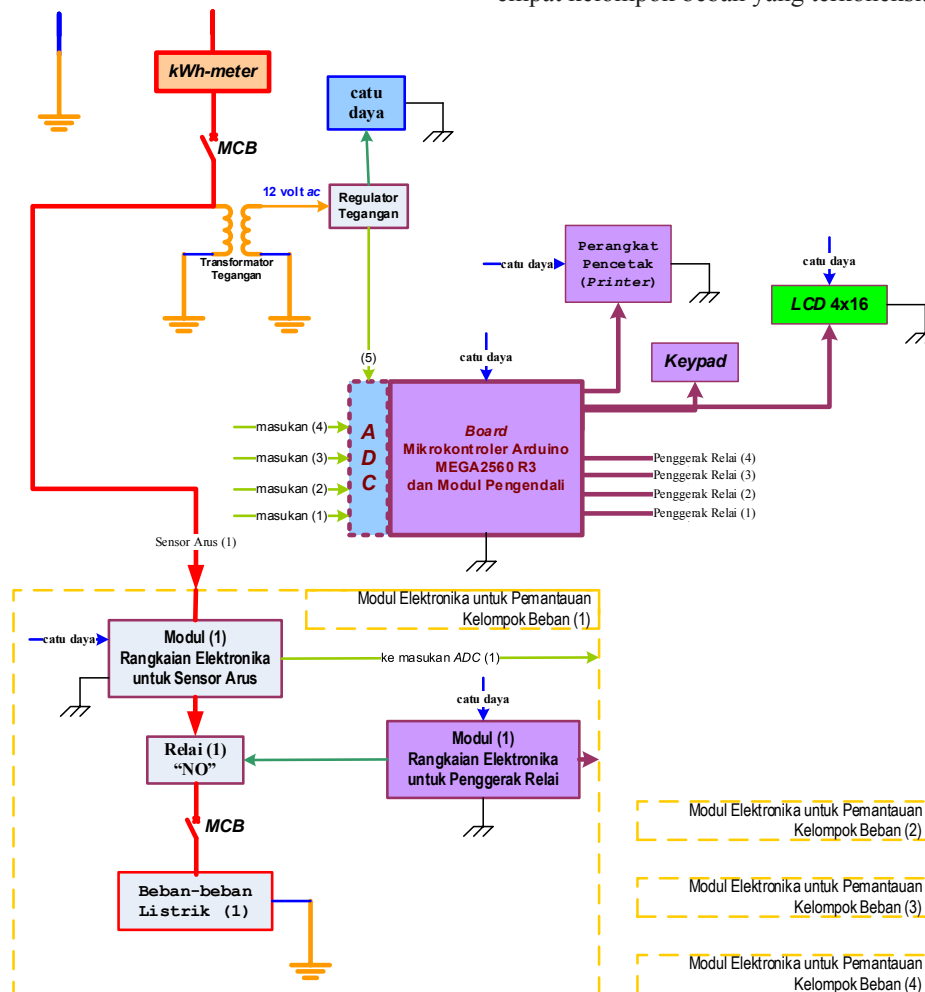 empat kelompok beban yang terkoneksi
kWh-meter
catu
daya
MCB
12 volt ac
Regulator
Tegangan
Transformator
Tegangan
catu daya
Perangkat
Pencetak
(Printer)
catu daya
LCD 4x16
(5)
catu daya
Keypad
masukan (4)
masukan (3)
masukan (2)
masukan (1)
A
D
C
Board
Mikrokontroler Arduino
MEGA2560 R3
dan Modul Pengendali
Penggerak Relai (4)
Penggerak Relai (3)
Penggerak Relai (2)
Penggerak Relai (1)
Sensor Arus (1)
Modul Elektronika untuk Pemantauan
Kelompok Beban (1)
catu daya
Modul (1)
Rangkaian Elektronika
untuk Sensor Arus
ke masukan ADC (1)
catu daya
Relai (1)
“NO”
Modul (1)
Rangkaian Elektronika
untuk Penggerak Relai
MCB
Beban-beban
Listrik (1)
Modul Elektronika untuk Pemantauan
Kelompok Beban (2)
Modul Elektronika untuk Pemantauan
Kelompok Beban (3)
Modul Elektronika untuk Pemantauan
Kelompok Beban (4)